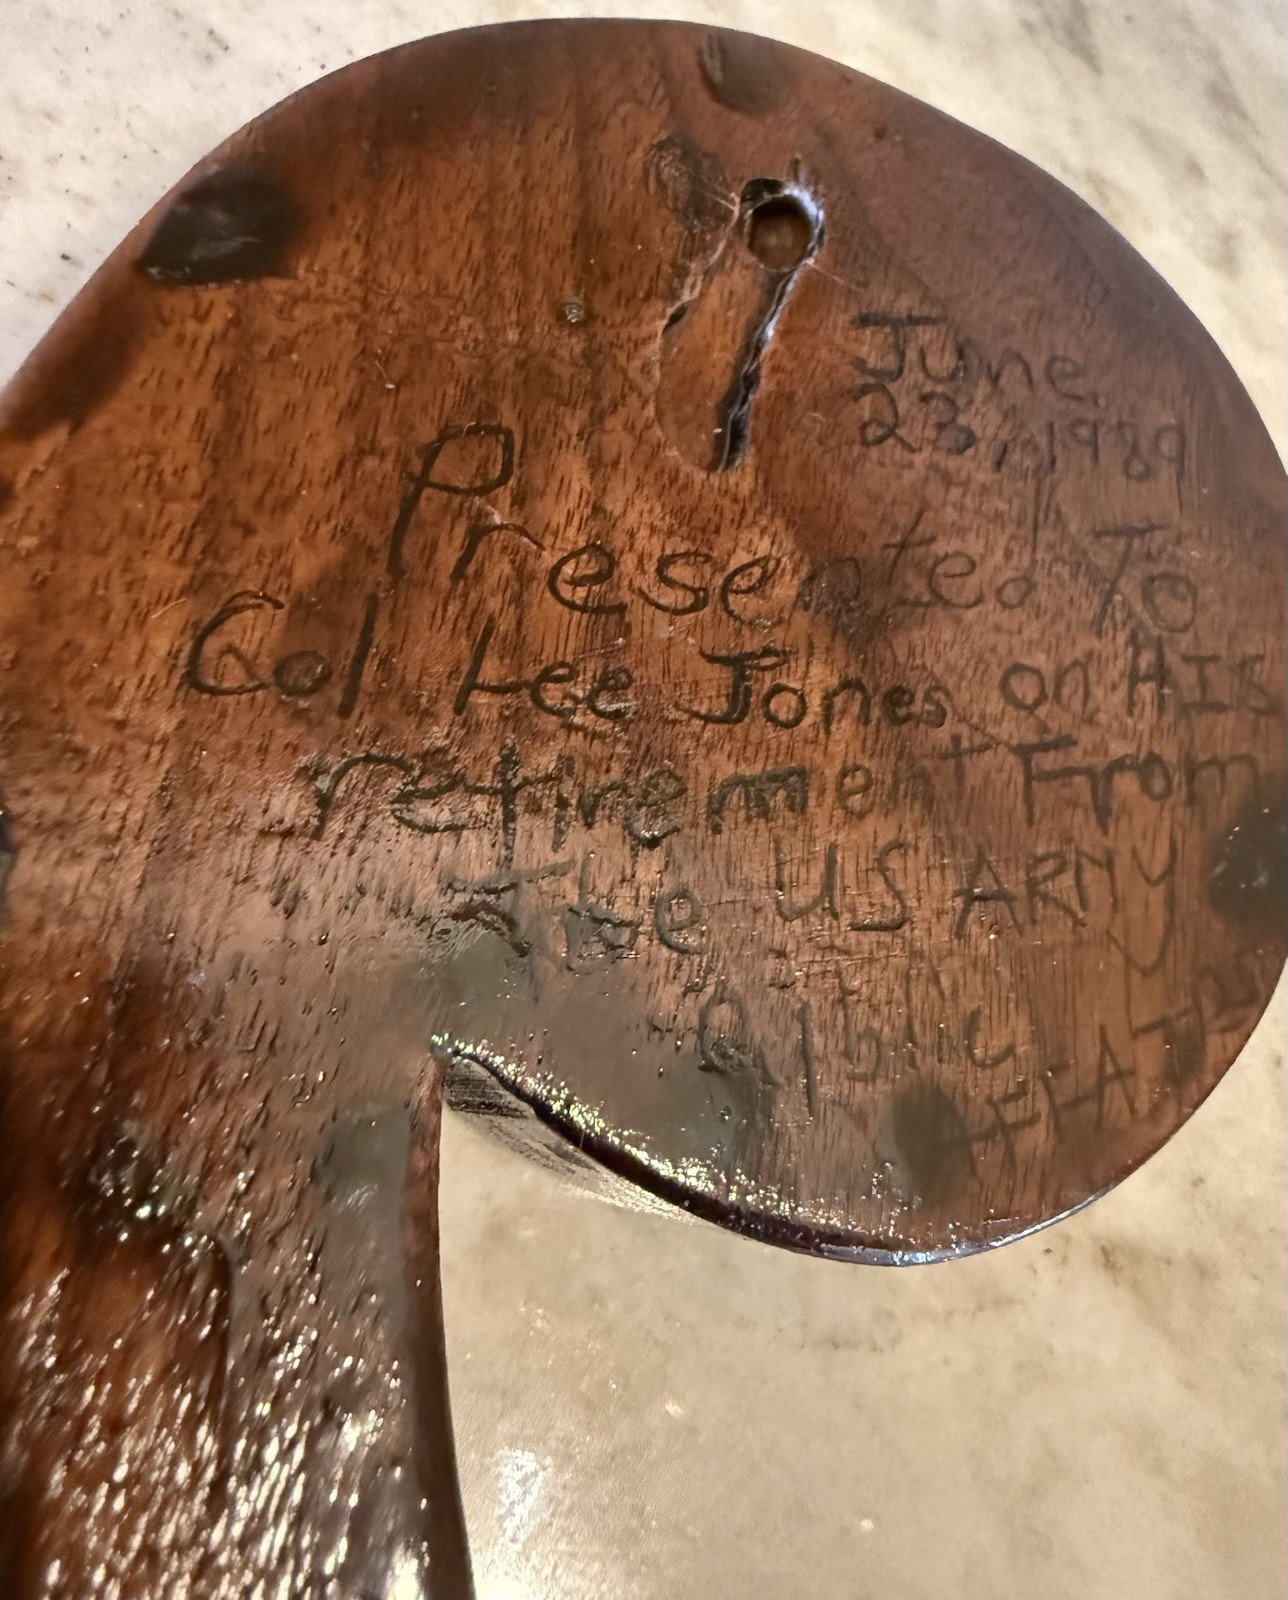 June
23, 1989
Presented To
Col Lee Jones on HIS
retirement From
The US ARMY